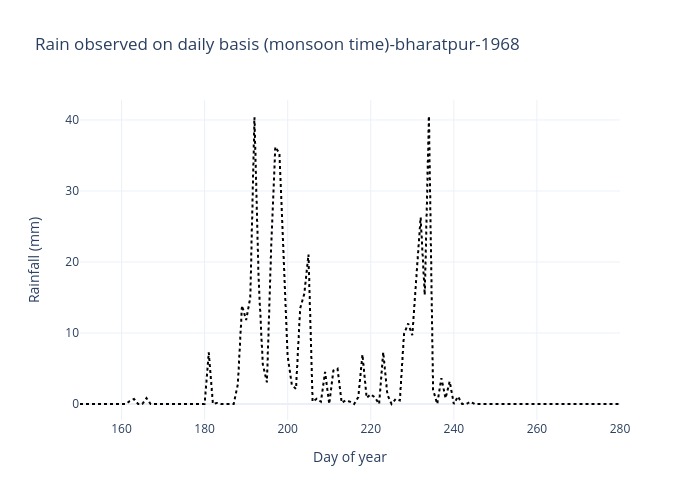 Rain observed on daily basis (monsoon time)-bharatpur-1968
40
30
20
10
0
Rainfall (mm)
160 180 200 220 240 260 280
Day of year